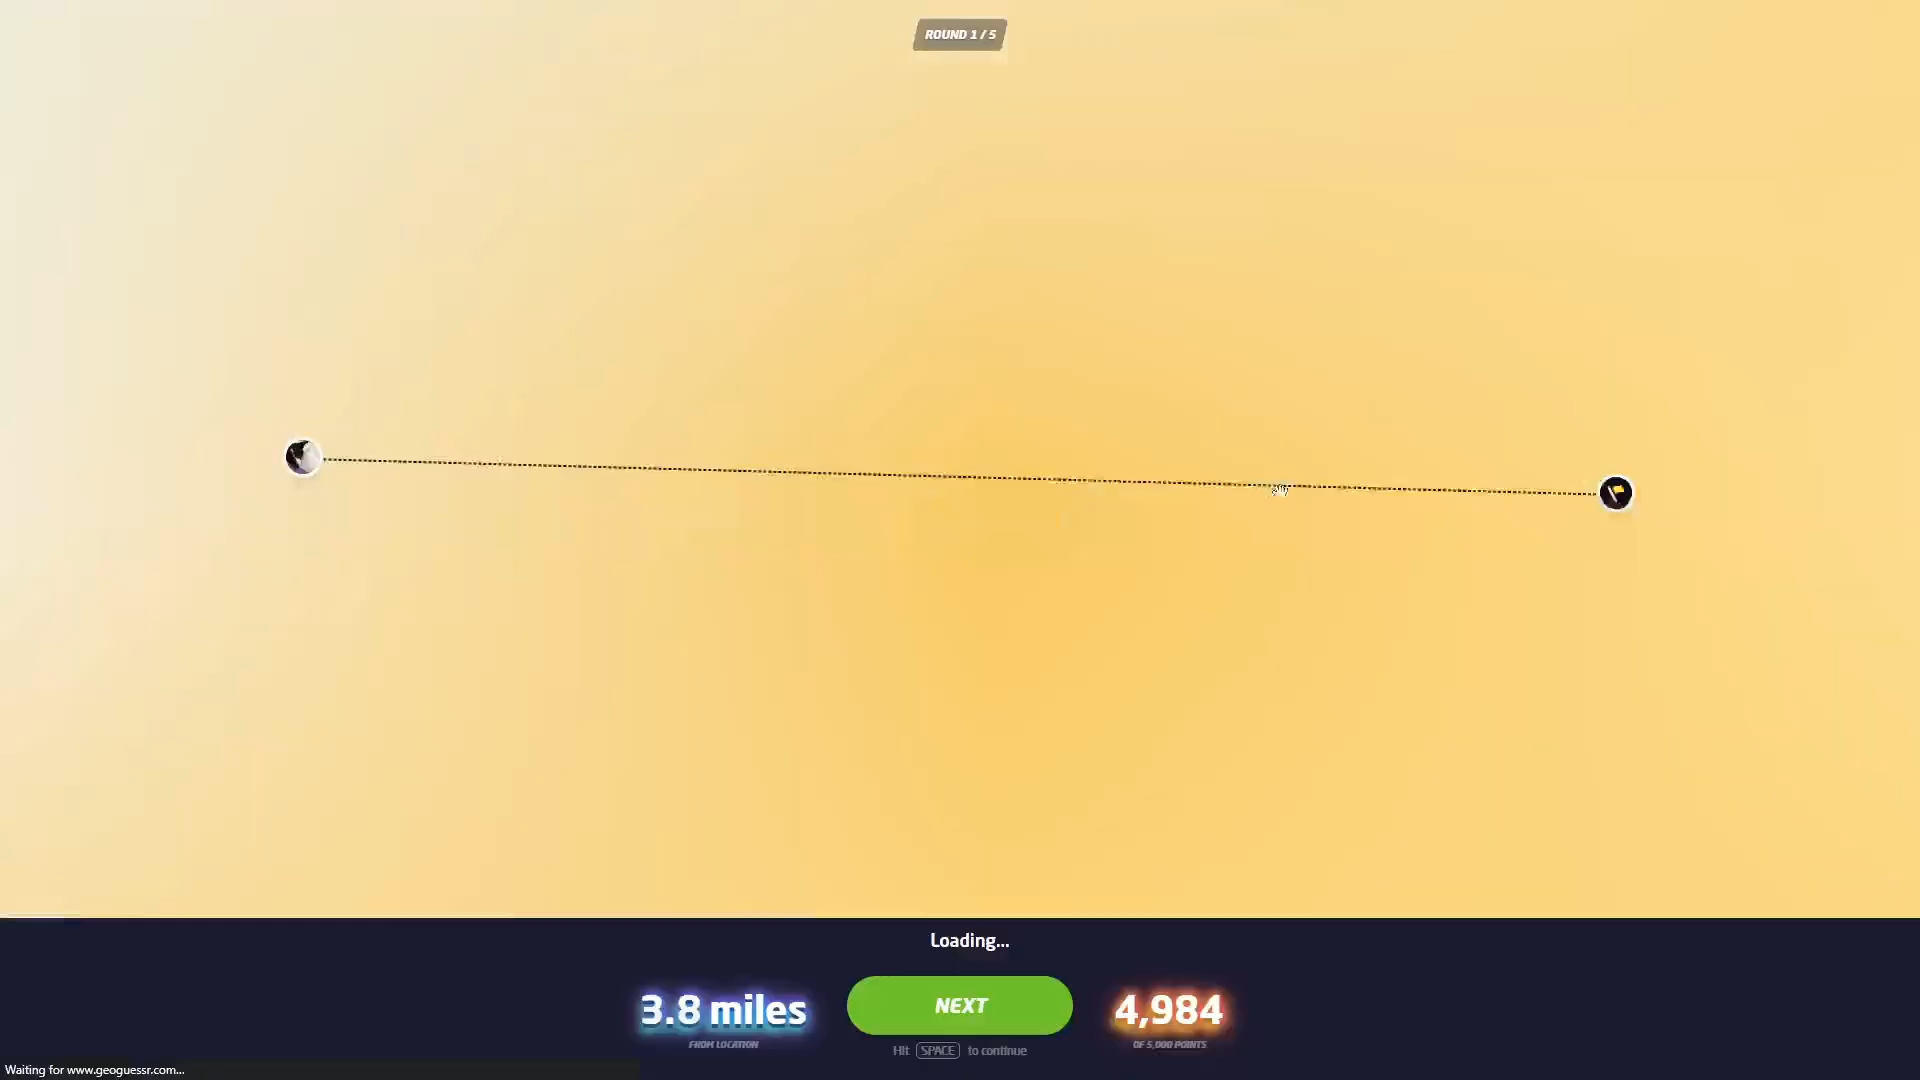 ROUND 1 / 5
Loading...
3.8 miles
FROM LOCATION
NEXT
Hit SPACE to continue
4,984
OF 5,000 POINTS
Waiting for www.geoguessr.com...